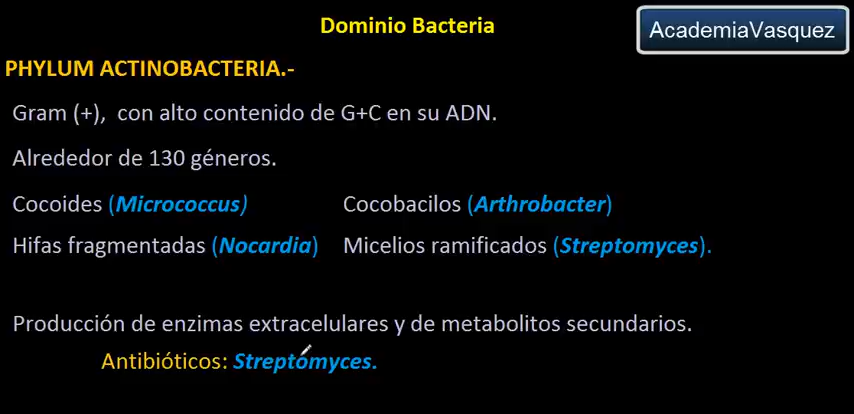 Dominio Bacteria
AcademiaVasquez
PHYLUM ACTINOBACTERIA.-
Gram (+), con alto contenido de G+C en su ADN.
Alrededor de 130 géneros.
Cocoides (Micrococcus) Cocobacilos (Arthrobacter)
Hifas fragmentadas (Nocardia) Micelios ramificados (Streptomyces).
Producción de enzimas extracelulares y de metabolitos secundarios.
Antibióticos: Streptomyces.